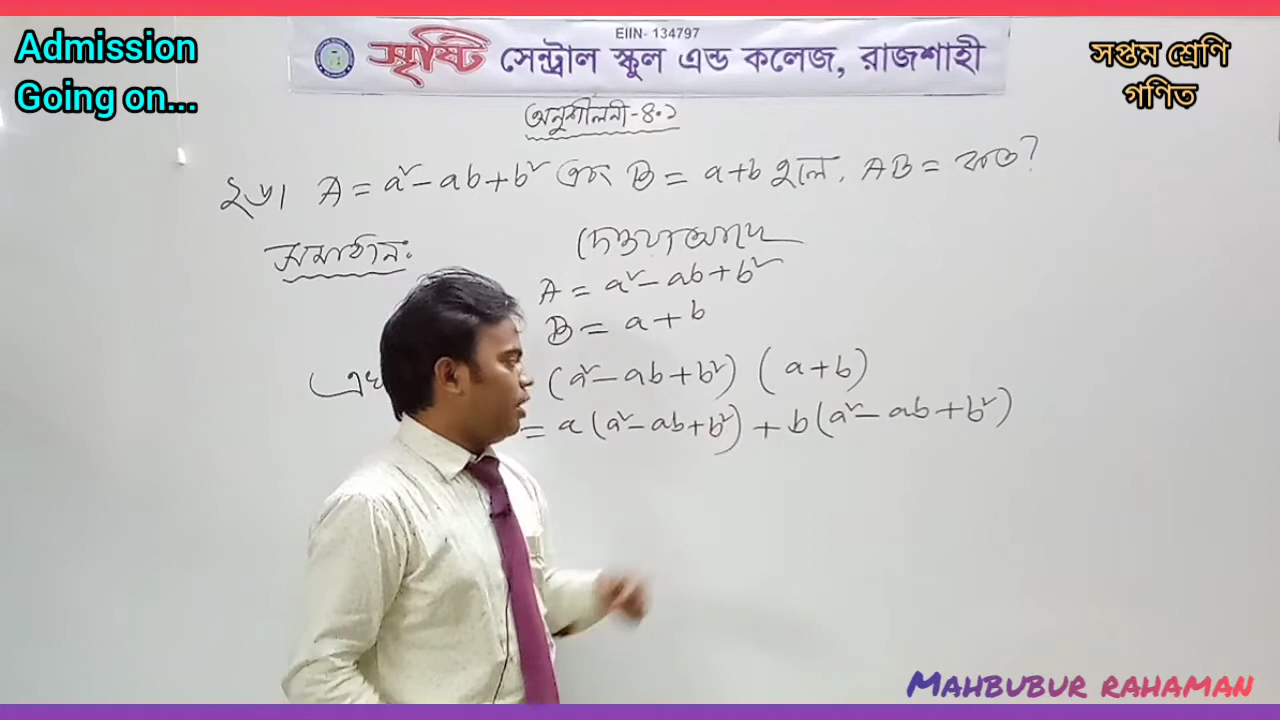 Admission
Going on...
EIIN- 134797
সৃষ্টি সেন্ট্রাল স্কুল এন্ড কলেজ, রাজশাহী
সপ্তম শ্রেণি
গণিত
অনুশীলনী-৪.১
২৬। A = a² - ab + b² এবং B = a + b হলে, AB = কত?
সমাধানঃ
দেওয়া আছে
A = a² - ab + b²
B = a + b
(a² - ab + b²) (a + b)
= a (a² - ab + b²) + b (a² - ab + b²)
MAHBUBUR RAHAMAN